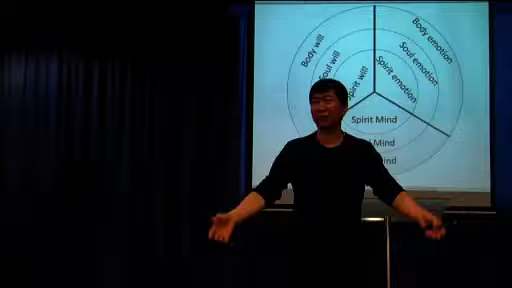 Body will
Body emotion
Soul will
Soul emotion
Spirit will
Spirit emotion
Spirit Mind
Mind
Mind